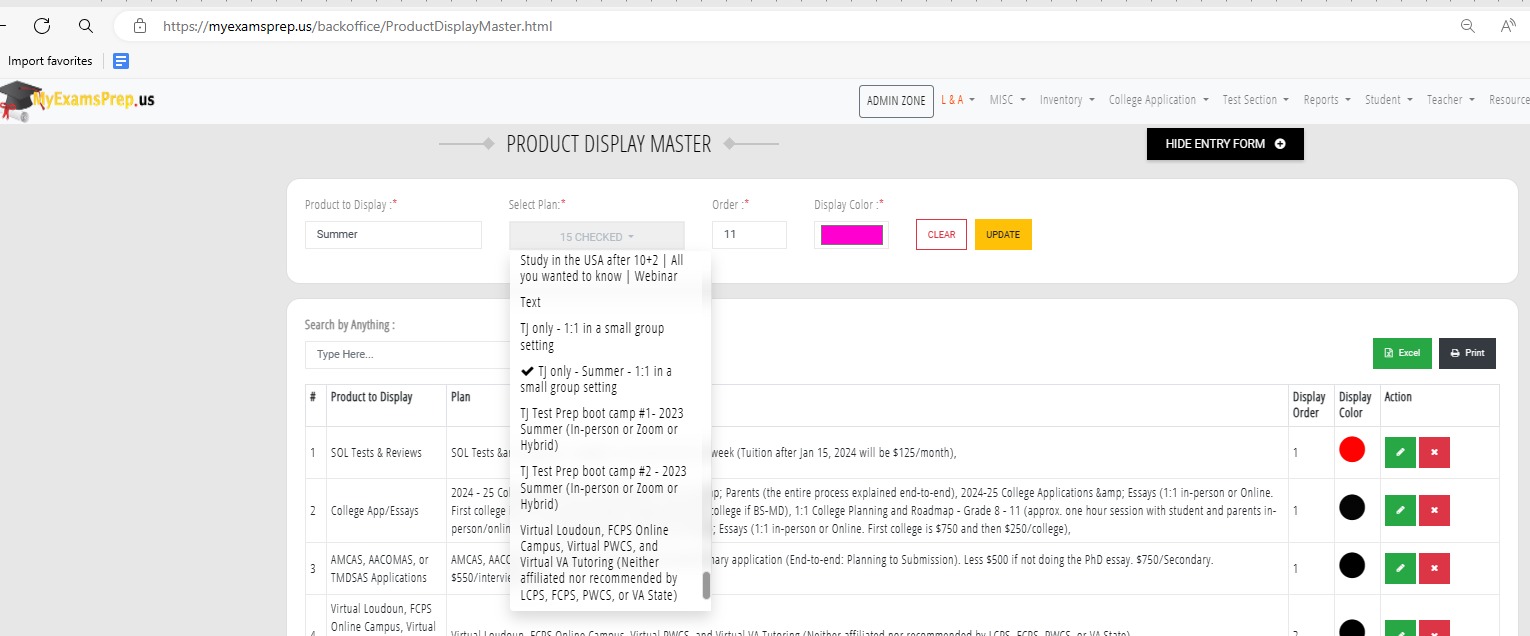 https://myexamsprep.us/backoffice/ProductDisplayMaster.html
Import favorites
MyExamsPrep.us
ADMIN ZONE
L & A
MISC
Inventory
College Application
Test Section
Reports
Student
Teacher
Resource
PRODUCT DISPLAY MASTER
HIDE ENTRY FORM
Product to Display :*
Select Plan:*
Order :*
Display Color :*
Summer
15 CHECKED
11
CLEAR
UPDATE
Study in the USA after 10+2 | All
you wanted to know | Webinar
Text
TJ only - 1:1 in a small group
setting
✔ TJ only - Summer - 1:1 in a
small group setting
TJ Test Prep boot camp #1- 2023
Summer (In-person or Zoom or
Hybrid)
TJ Test Prep boot camp #2 - 2023
Summer (In-person or Zoom or
Hybrid)
Virtual Loudoun, FCPS Online
Campus, Virtual PWCS, and
Virtual VA Tutoring (Neither
affiliated nor recommended by
LCPS, FCPS, PWCS, or VA State)
Search by Anything :
Type Here...
Excel
Print
# Product to Display Plan Display Order Display Color Action
1 SOL Tests & Reviews SOL Tests &a week (Tuition after Jan 15, 2024 will be $125/month), 1
2 College App/Essays
2024 - 25 Col p; Parents (the entire process explained end-to-end), 2024-25 College Applications &amp; Essays (1:1 in-person or Online.
First college i college if BS-MD), 1:1 College Planning and Roadmap - Grade 8 - 11 (approx. one hour session with student and parents in-
person/onlin ; Essays (1:1 in-person or Online. First college is $750 and then $250/college),
1
3 AMCAS, AACOMAS, or
TMDSAS Applications
AMCAS, AACC mary application (End-to-end: Planning to Submission). Less $500 if not doing the PhD essay. $750/Secondary.
$550/intervie
1
4 Virtual Loudoun, FCPS
Online Campus, Virtual
Virtual Loudoun, FCPS Online Campus, Virtual PWCS, and Virtual VA Tutoring (Neither affiliated nor recommended by LCPS, FCPS, PWCS, or VA State)
2